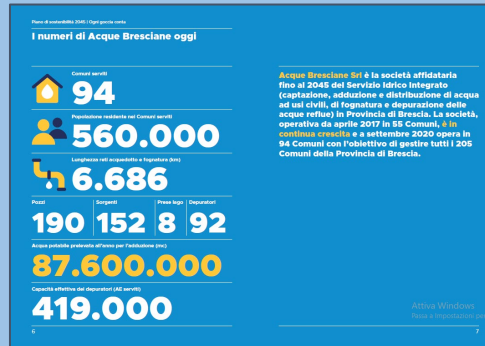 Piano di sostenibilità 2045 | Ogni goccia conta
I numeri di Acque Bresciane oggi
Comuni serviti
94
Popolazione residente nei Comuni serviti
560.000
Lunghezza reti acquedotto e fognatura (km)
6.686
Pozzi
190
Sorgenti
152
Prese lago
8
Depuratori
92
Acqua potabile prelevata all'anno per l'adduzione (mc)
87.600.000
Capacità effettiva dei depuratori (AE serviti)
419.000
6
Acque Bresciane Srl è la società affidataria
fino al 2045 del Servizio Idrico Integrato
(captazione, adduzione e distribuzione di acqua
ad usi civili, di fognatura e depurazione delle
acque reflue) in Provincia di Brescia. La società,
operativa da aprile 2017 in 55 Comuni, è in
continua crescita e a settembre 2020 opera in
94 Comuni con l'obiettivo di gestire tutti i 205
Comuni della Provincia di Brescia.
Attiva Windows
Passa a Impostazioni per
7